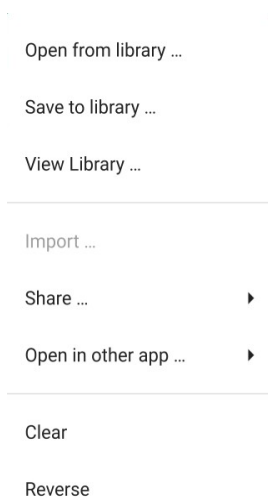 Open from library ...
Save to library ...
View Library ...
Import ...
Share ...
Open in other app ...
Clear
Reverse